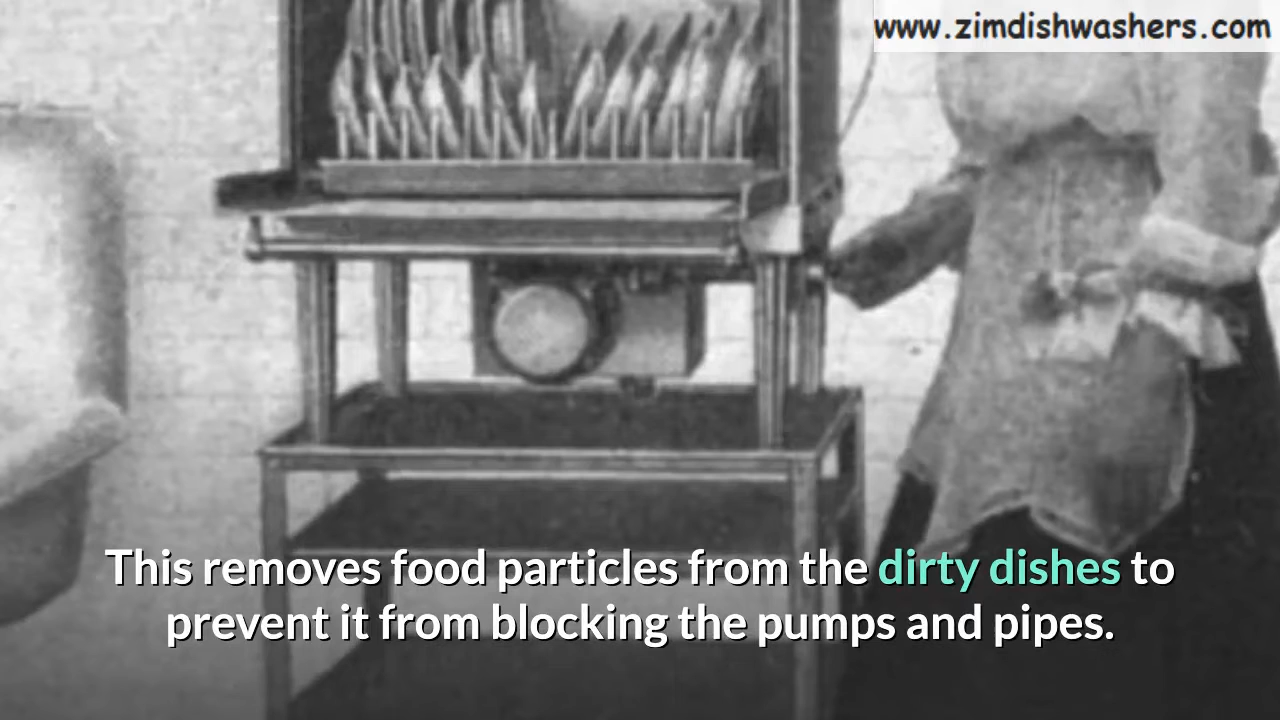 www.zimdishwashers.com
This removes food particles from the dirty dishes to
prevent it from blocking the pumps and pipes.